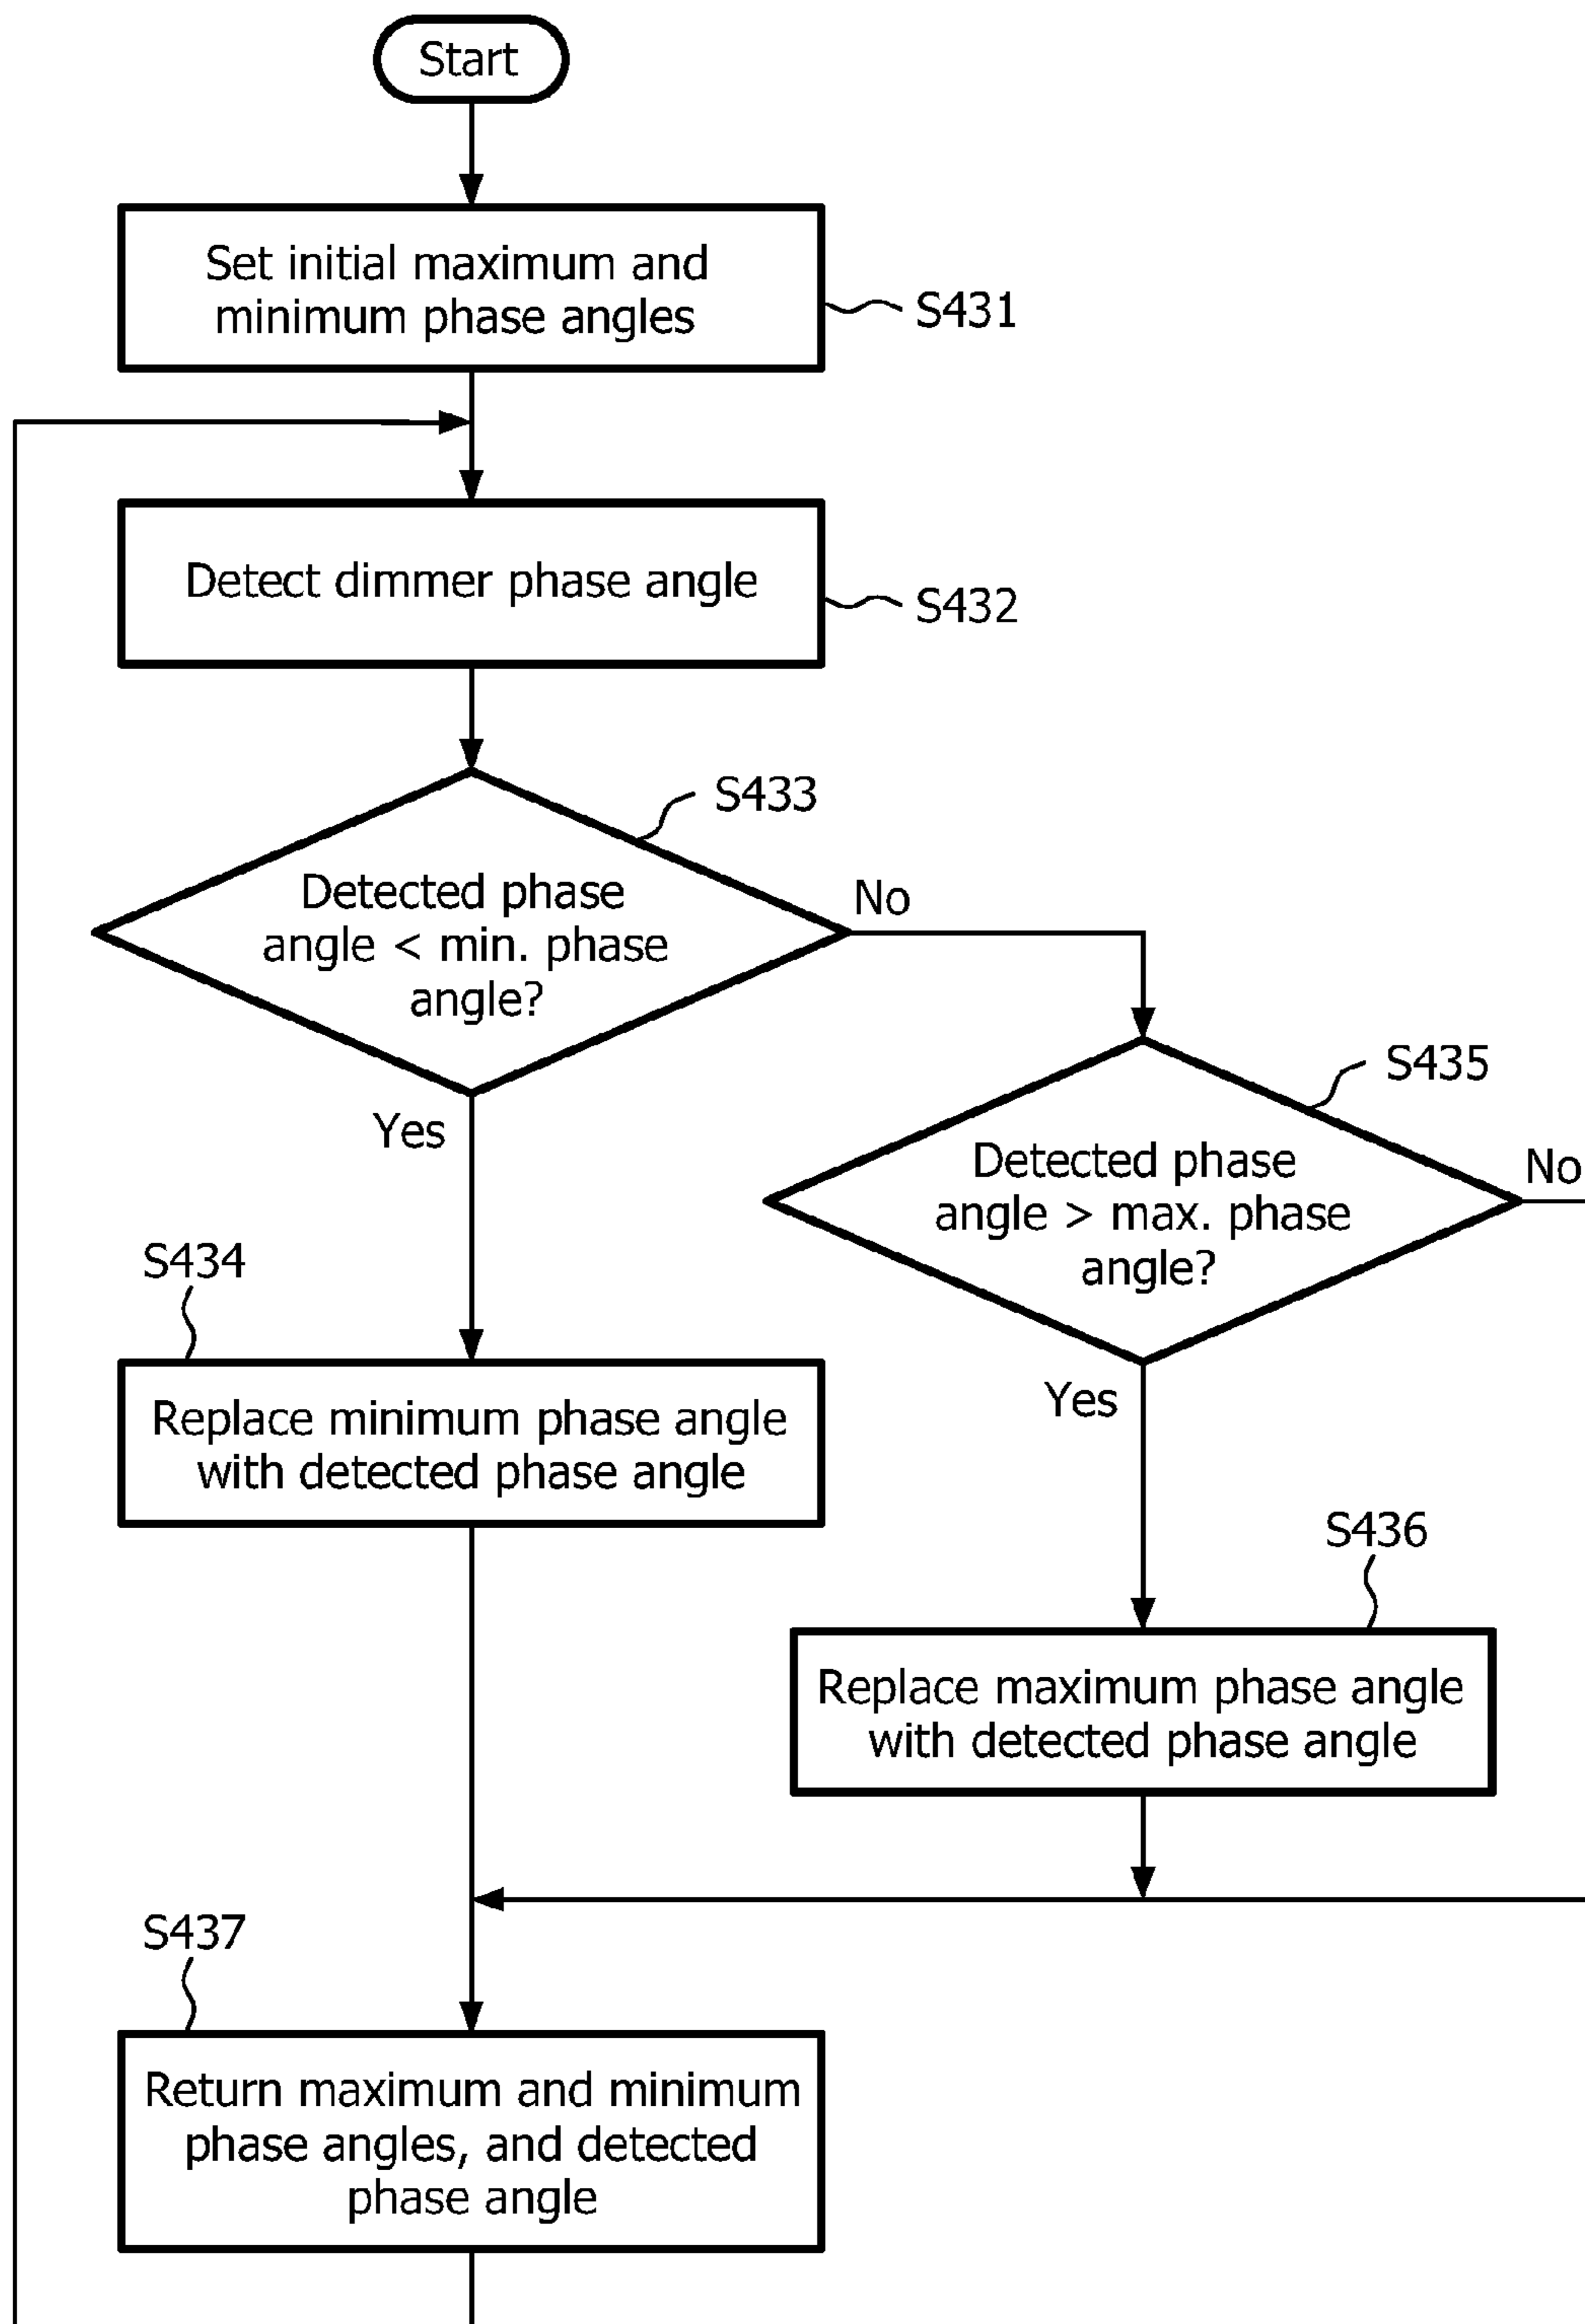 Start
Set initial maximum and
minimum phase angles
S431
Detect dimmer phase angle
S432
S433
Detected phase
angle < min. phase
angle?
No
Yes
S435
Detected phase
angle > max. phase
angle?
No
Yes
S434
Replace minimum phase angle
with detected phase angle
S436
Replace maximum phase angle
with detected phase angle
S437
Return maximum and minimum
phase angles, and detected
phase angle